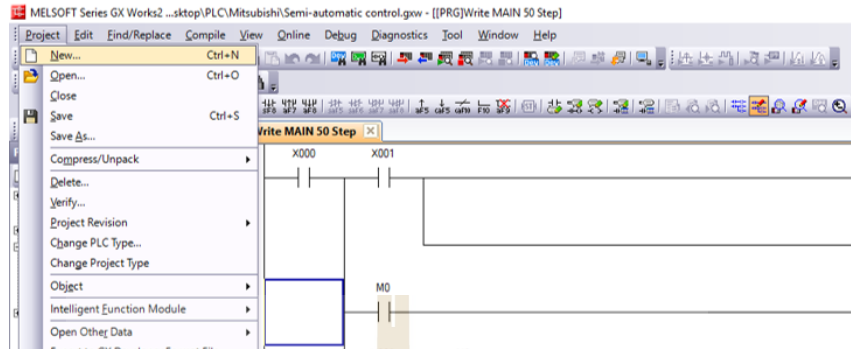 MELSOFT Series GX Works2 ...sktop\PLC\Mitsubishi\Semi-automatic control.gxw - [[PRG]Write MAIN 50 Step]
Project Edit Find/Replace Compile View Online Debug Diagnostics Tool Window Help
New... Ctrl+N
Open... Ctrl+O
Close
Save Ctrl+S
Save As...
Write MAIN 50 Step
X000 X001
Compress/Unpack
Delete...
Verify...
Project Revision
Change PLC Type...
Change Project Type
Object
M0
Intelligent Function Module
Open Other Data